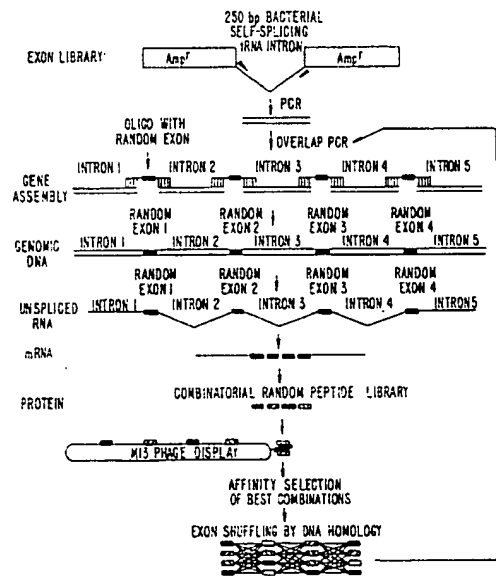 250 bp BACTERIAL
SELF-SPLICING
tRNA INTRON
EXON LIBRARY
Ampr
Ampr
PCR
OLIGO WITH
RANDOM EXON
OVERLAP PCR
INTRON 1 INTRON 2 INTRON 3 INTRON 4 INTRON 5
GENE
ASSEMBLY
RANDOM RANDOM RANDOM RANDOM
EXON 1 EXON 2 EXON 3 EXON 4
GENOMIC
DNA
INTRON 1 INTRON 2 INTRON 3 INTRON 4 INTRON 5
RANDOM RANDOM RANDOM RANDOM
EXON 1 EXON 2 EXON 3 EXON 4
UNSPLICED
RNA
INTRON 1 INTRON 2 INTRON 3 INTRON 4 INTRON 5
mRNA
COMBINATORIAL RANDOM PEPTIDE LIBRARY
PROTEIN
M13 PHAGE DISPLAY
AFFINITY SELECTION
OF BEST COMBINATIONS
EXON SHUFFLING BY DNA HOMOLOGY